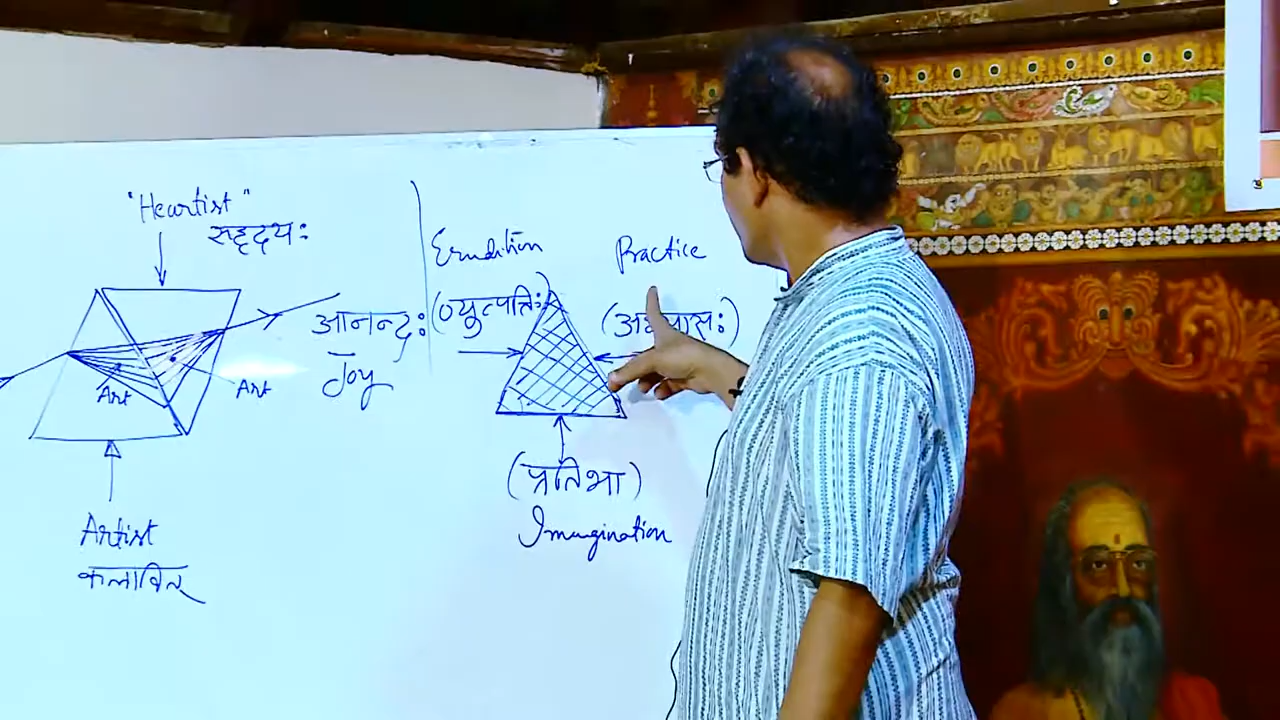 "Heartist"
सहृदयः
Art
Art
आनन्दः
Joy
Artist
कलावित्
Erudition
(व्युत्पत्तिः)
Practice
(अभ्यासः)
(प्रतिभा)
Imagination